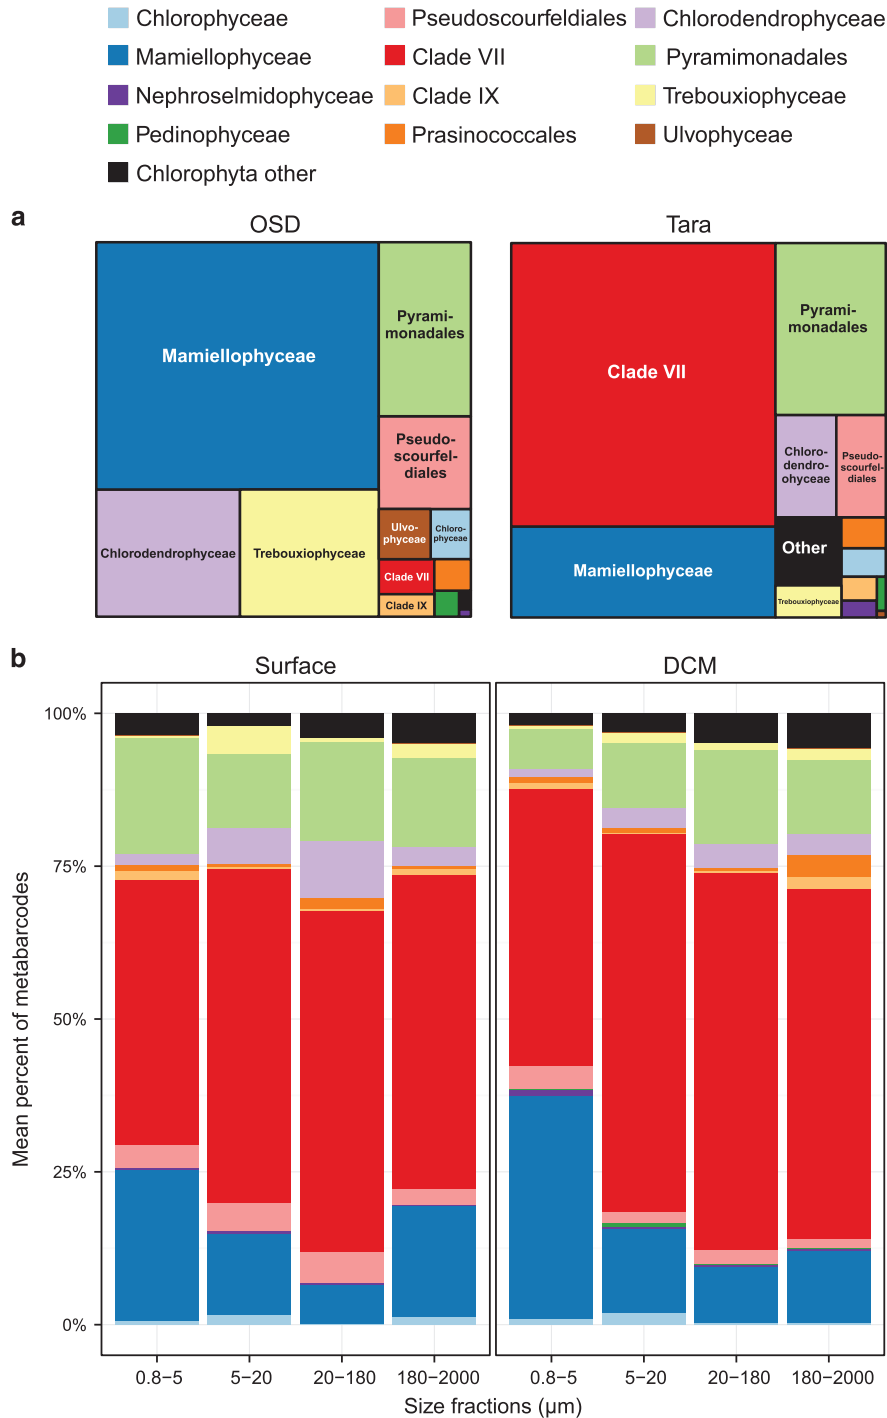 Chlorophyceae
Pseudoscourfeldiales
Chlorodendrophyceae
Mamiellophyceae
Clade VII
Pyramimonadales
Nephroselmidophyceae
Clade IX
Trebouxiophyceae
Pedinophyceae
Prasinococcales
Ulvophyceae
Chlorophyta other
a
OSD
Tara
Mamiellophyceae
Pyrami-
monadales
Pseudo-
scourfel-
diales
Chlorodendrophyceae
Trebouxiophyceae
Ulvo-
phyceae
Chloro-
phyceae
Clade VII
Clade IX
Clade VII
Pyrami-
monadales
Chloro-
dendro-
ohyceae
Pseudo-
scourfel-
diales
Mamiellophyceae
Other
Trebouxiophyceae
b
Surface
DCM
Mean percent of metabarcodes
100%
75%
50%
25%
0%
0.8−5
5−20
20−180
180−2000
0.8−5
5−20
20−180
180−2000
Size fractions (µm)